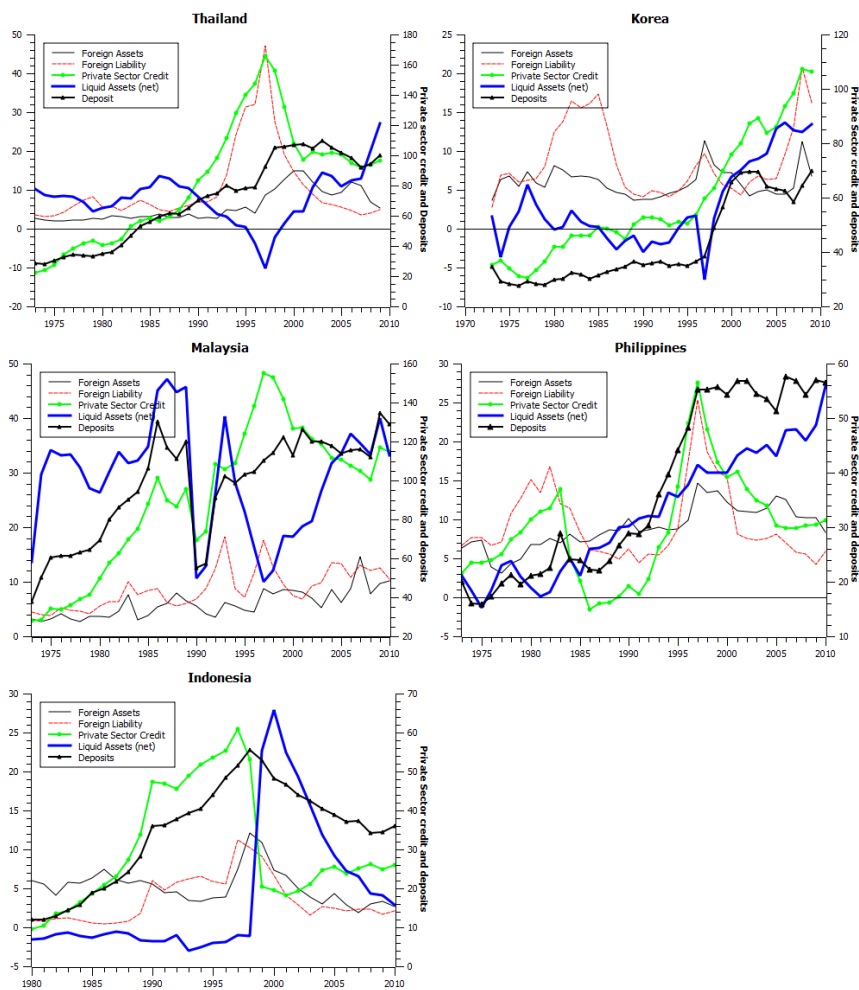 Thailand
50
40
30
20
10
0
-10
-20
180
160
140
120
100
80
60
40
20
0
Foreign Assets
Foreign Liability
Private Sector Credit
Liquid Assets (net)
Deposit
Private sector credit and Deposits
1975 1980 1985 1990 1995 2000 2005 2010
Korea
25
20
15
10
5
0
-5
-10
120
100
80
60
40
20
Foreign Assets
Foreign Liability
Private Sector Credit
Liquid Assets (net)
Deposits
Private Sector credit and deposits
1970 1975 1980 1985 1990 1995 2000 2005 2010
Malaysia
50
40
30
20
10
0
160
140
120
100
80
60
40
20
Foreign Assets
Foreign Liability
Private Sector Credit
Liquid Assets (net)
Deposits
Private Sector credit and deposits
1975 1980 1985 1990 1995 2000 2005 2010
Philippines
30
25
20
15
10
5
0
-5
60
50
40
30
20
10
Foreign Assets
Foreign Liability
Private Sector Credit
Liquid Assets (net)
Deposits
Private Sector credit and deposits
1975 1980 1985 1990 1995 2000 2005 2010
Indonesia
30
25
20
15
10
5
0
-5
70
60
50
40
30
20
10
0
Foreign Assets
Foreign Liability
Private Sector Credit
Liquid Assets (net)
Deposits
Private Sector credit and deposits
1980 1985 1990 1995 2000 2005 2010